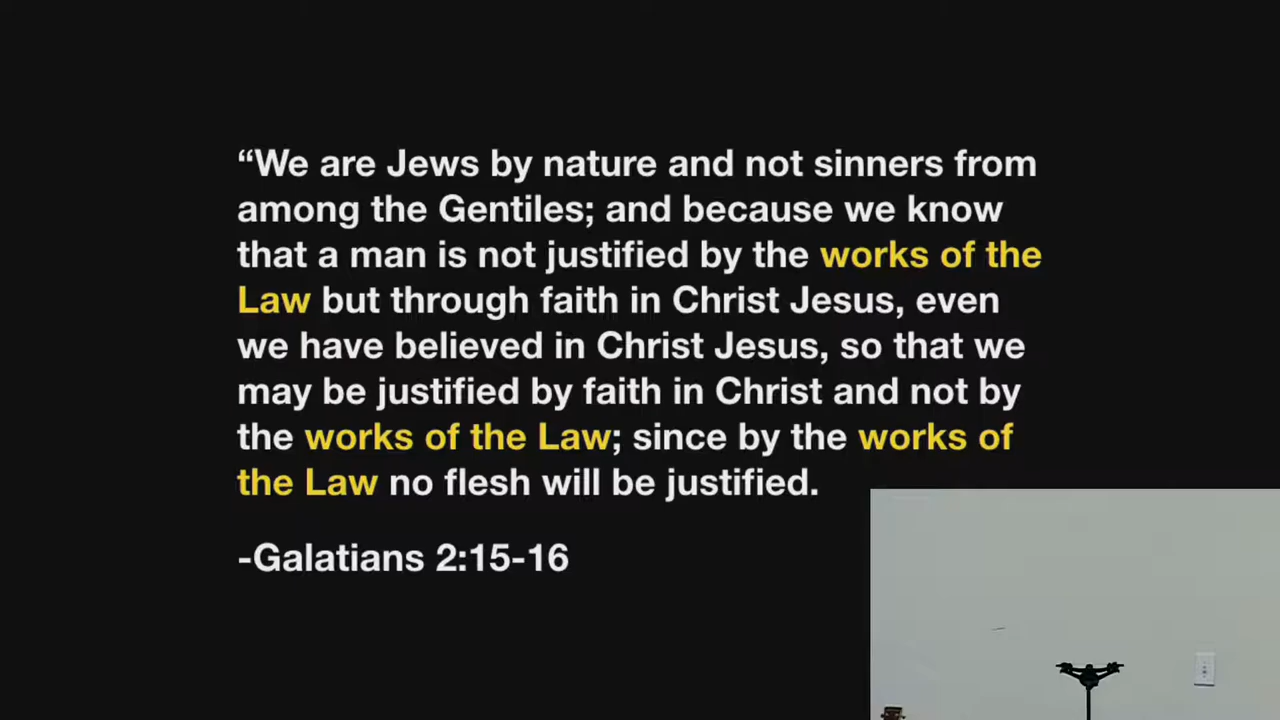 “We are Jews by nature and not sinners from
among the Gentiles; and because we know
that a man is not justified by the works of the
Law but through faith in Christ Jesus, even
we have believed in Christ Jesus, so that we
may be justified by faith in Christ and not by
the works of the Law; since by the works of
the Law no flesh will be justified.
-Galatians 2:15-16